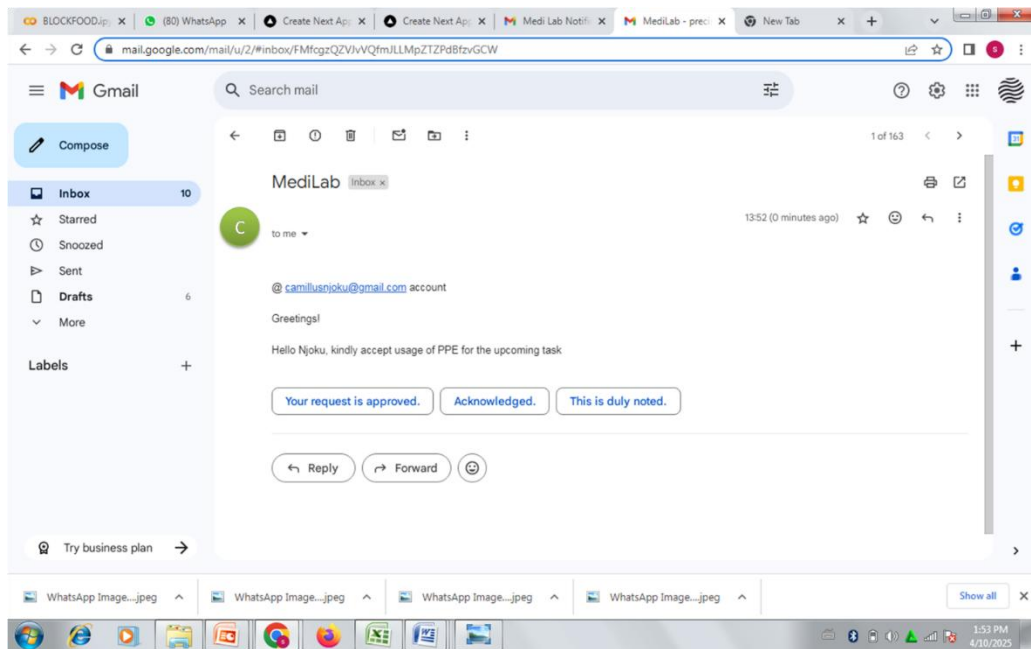 BLOCKFOOD.ip
(80) WhatsApp
Create Next Ap
Create Next Ap
Medi Lab Notifi
MediLab - preci
New Tab
mail.google.com/mail/u/2/#inbox/FMfcgzQZVJvVQfmJLLMpZTZPdBfzvGCW
S
Gmail
Search mail
Compose
1 of 163
31
MediLab
Inbox ×
Inbox 10
C
13:52 (0 minutes ago)
Starred
to me
Snoozed
Sent
@ camillusnjoku@gmail.com account
Drafts 6
Greetings!
More
Hello Njoku, kindly accept usage of PPE for the upcoming task
Labels
Your request is approved.
Acknowledged.
This is duly noted.
Reply
Forward
Try business plan
WhatsApp Image....jpeg
WhatsApp Image....jpeg
WhatsApp Image....jpeg
WhatsApp Image....jpeg
Show all
1:53 PM
4/10/2025